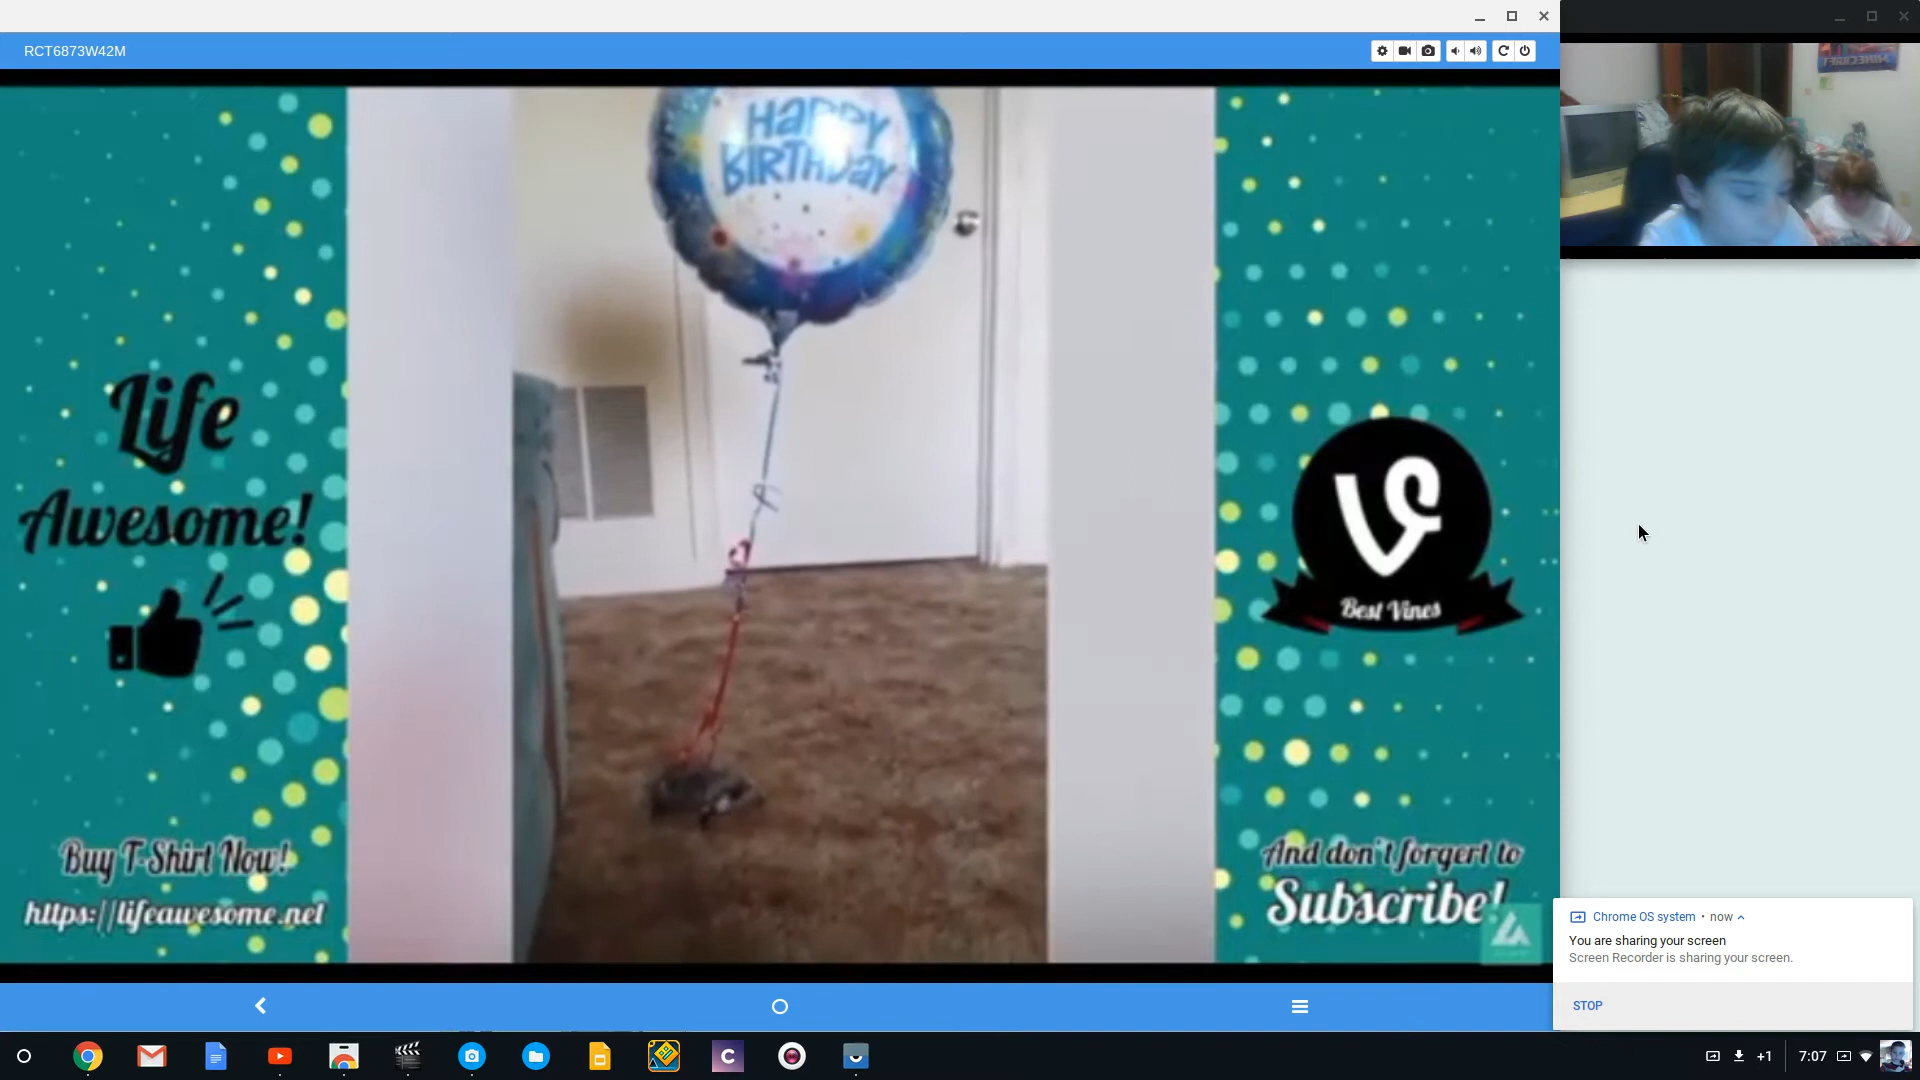 RCT6873W42M
HAPPY
BIRTHDAY
Life
Awesome!
Best Vines
Buy T-Shirt Now!
https://lifeawesome.net
And don't forgert to
Subscribe!
Chrome OS system • now
You are sharing your screen
Screen Recorder is sharing your screen.
STOP
C
+1
7:07